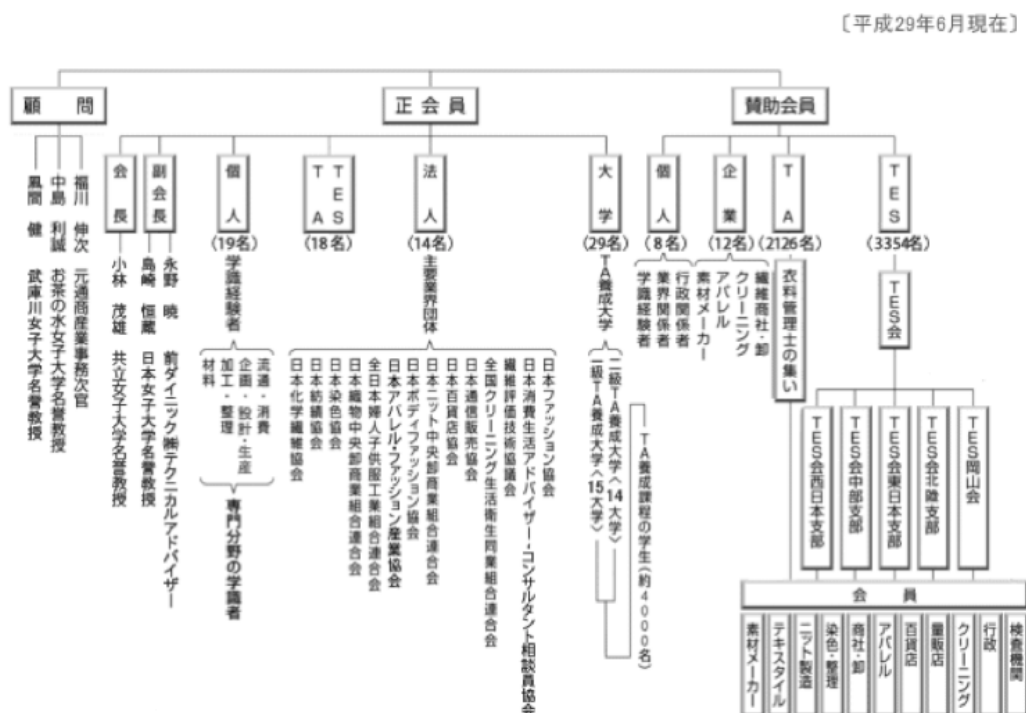 〔平成29年6月現在〕
顧　問
正会員
賛助会員
福川　伸次　元通商産業事務次官
中島　利誠　お茶の水女子大学名誉教授
風間　健　武庫川女子大学名誉教授
会長
副会長
個人
TES
TA
法人
大学
個人
企業
TA
TES
(19名)
(18名)
(14名)
(29名)
(8名)
(12名)
(2126名)
(3354名)
小林　茂雄　共立女子大学名誉教授
永野　暁　前ダイニック㈱テクニカルアドバイザー
島崎　恒蔵　日本女子大学名誉教授
学識経験者
流通・消費
企画・設計・生産
加工・整理
材料
専門分野の学識者
主要業界団体
日本ファッション協会
日本消費生活アドバイザー・コンサルタント相談員協会
繊維評価技術協議会
全国クリーニング生活衛生同業組合連合会
日本通信販売協会
日本百貨店協会
日本ニット中央卸商業組合連合会
日本ボディファッション協会
日本アパレル・ファッション産業協会
全日本婦人子供服工業組合連合会
日本織物中央卸商業組合連合会
日本染色協会
日本紡績協会
日本化学繊維協会
TA養成大学
二級TA養成大学〈14大学〉
一級TA養成大学〈15大学〉
TA養成課程の学生(約4000名)
行政関係者
業界関係者
学識経験者
繊維商社・卸
クリーニング
アパレル
素材メーカー
衣料管理士の集い
TES会
TES会西日本支部
TES会中部支部
TES会東日本支部
TES会北陸支部
TES岡山会
会　員
素材メーカー
テキスタイル
ニット製造
染色・整理
商社・卸
アパレル
百貨店
量販店
クリーニング
行政
検査機関